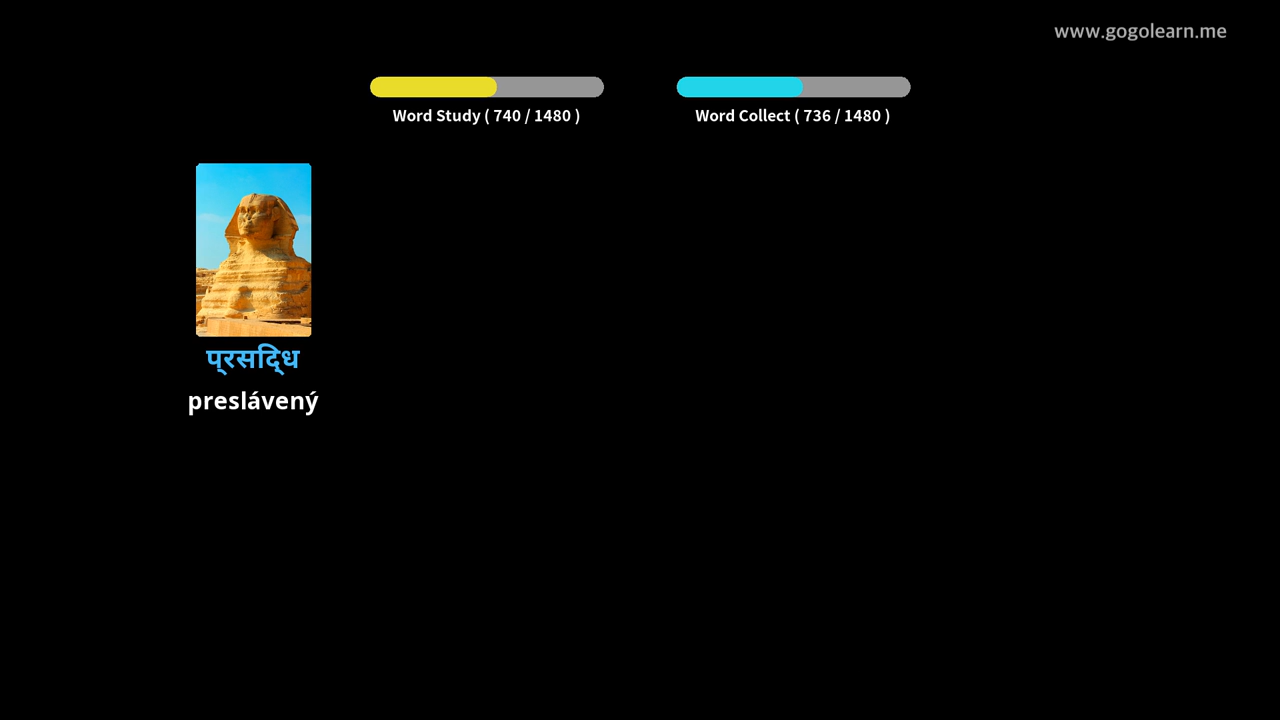 www.gogolearn.me
Word Study ( 740 / 1480 )
Word Collect ( 736 / 1480 )
प्रसिद्धि
preslávený